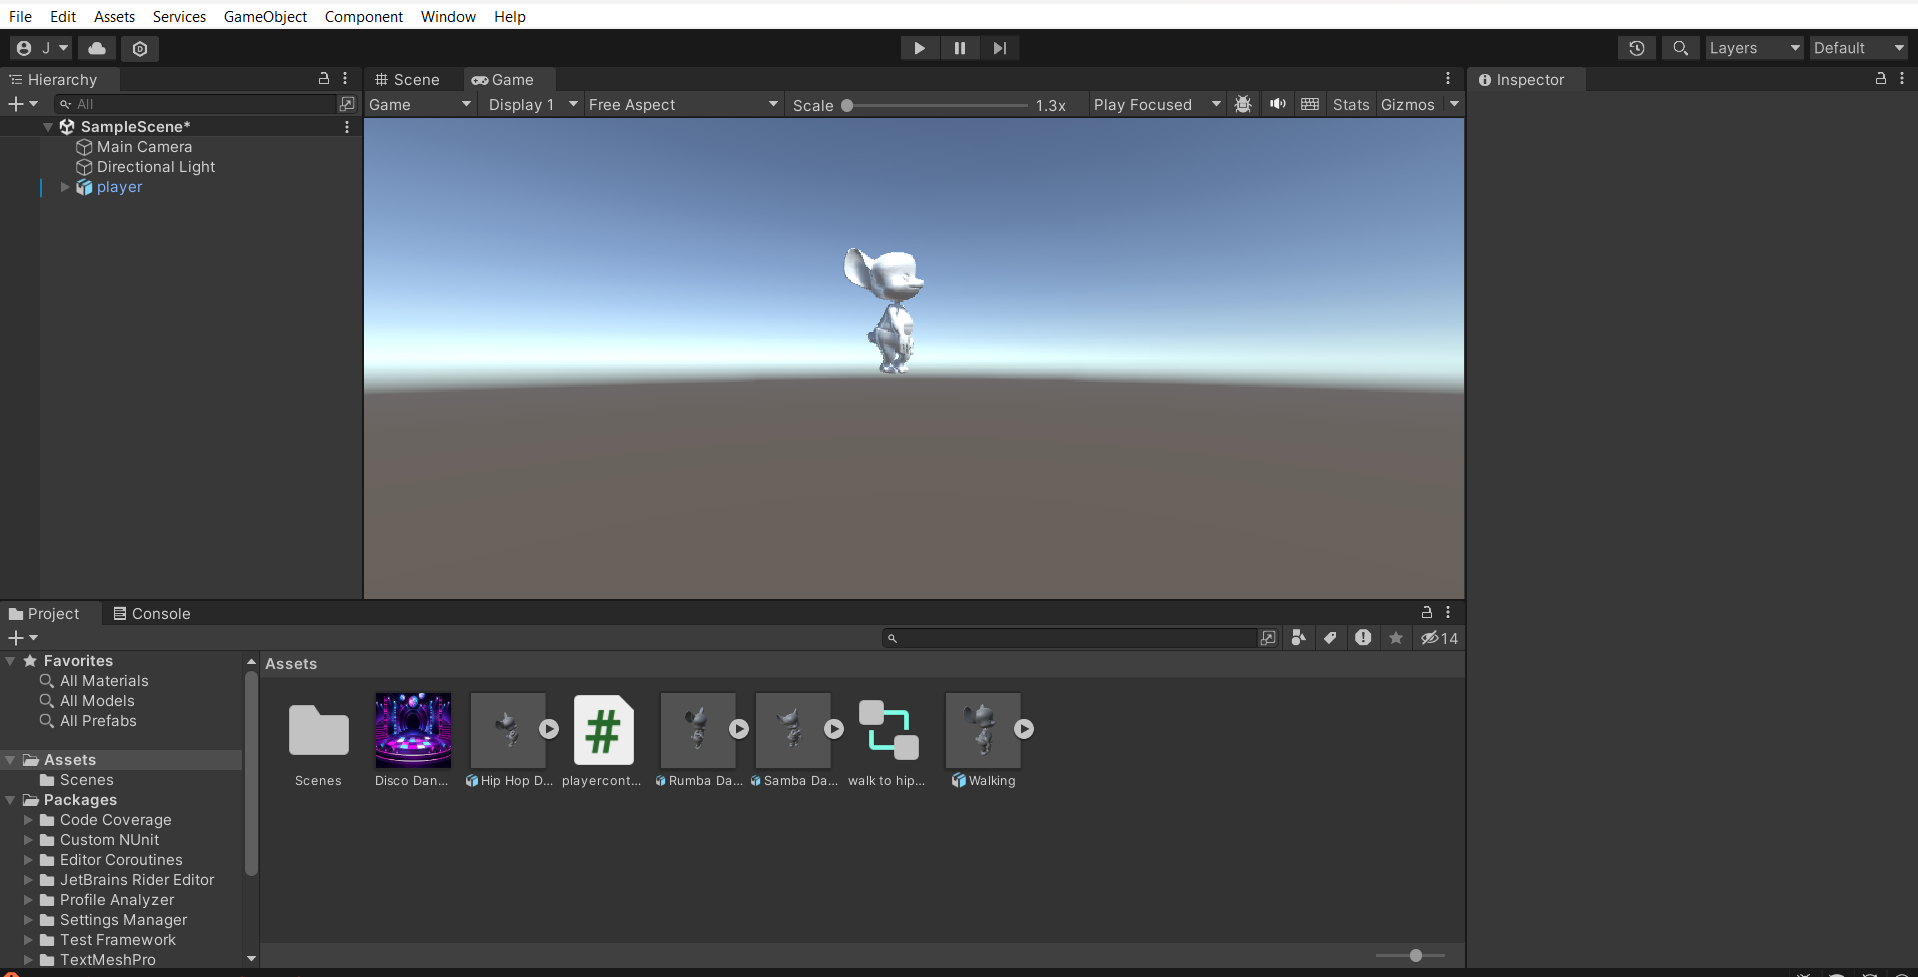 File Edit Assets Services GameObject Component Window Help
J Layers Default
Hierarchy
All
SampleScene*
Main Camera
Directional Light
player
Scene Game
Game Display 1 Free Aspect Scale 1.3x Play Focused Stats Gizmos
Inspector
Project Console
14
Favorites
All Materials
All Models
All Prefabs
Assets
Scenes
Packages
Code Coverage
Custom NUnit
Editor Coroutines
JetBrains Rider Editor
Profile Analyzer
Settings Manager
Test Framework
TextMeshPro
Assets
Scenes Disco Dan... Hip Hop D... playercont... Rumba Da... Samba Da... walk to hip... Walking